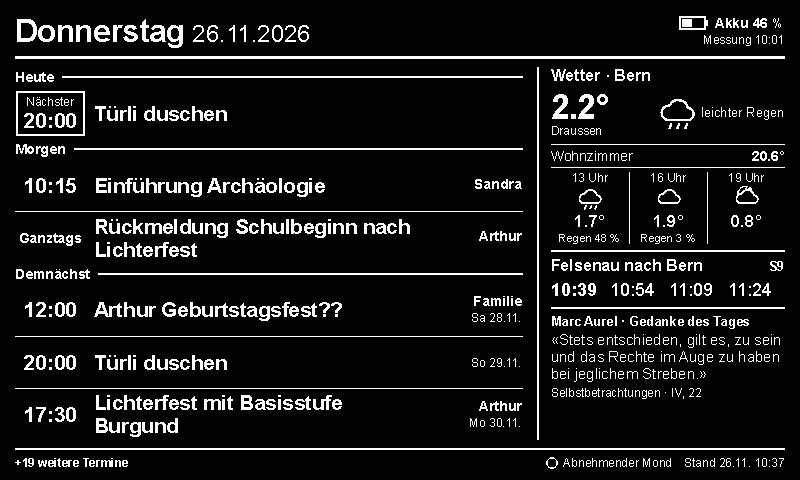 Donnerstag 26.11.2026
Akku 46 %
Messung 10:01
Heute
Nächster
20:00
Türli duschen
Morgen
10:15
Einführung Archäologie
Sandra
Ganztags
Rückmeldung Schulbeginn nach
Lichterfest
Arthur
Demnächst
12:00
Arthur Geburtstagsfest??
Familie
Sa 28.11.
20:00
Türli duschen
So 29.11.
17:30
Lichterfest mit Basisstufe
Burgund
Arthur
Mo 30.11.
+19 weitere Termine
Wetter · Bern
2.2°
Draussen
leichter Regen
Wohnzimmer
20.6°
13 Uhr
1.7°
Regen 48 %
16 Uhr
1.9°
Regen 3 %
19 Uhr
0.8°
Felsenau nach Bern
S9
10:39 10:54 11:09 11:24
Marc Aurel · Gedanke des Tages
«Stets entschieden, gilt es, zu sein
und das Rechte im Auge zu haben
bei jeglichem Streben.»
Selbstbetrachtungen · IV, 22
Abnehmender Mond
Stand 26.11. 10:37